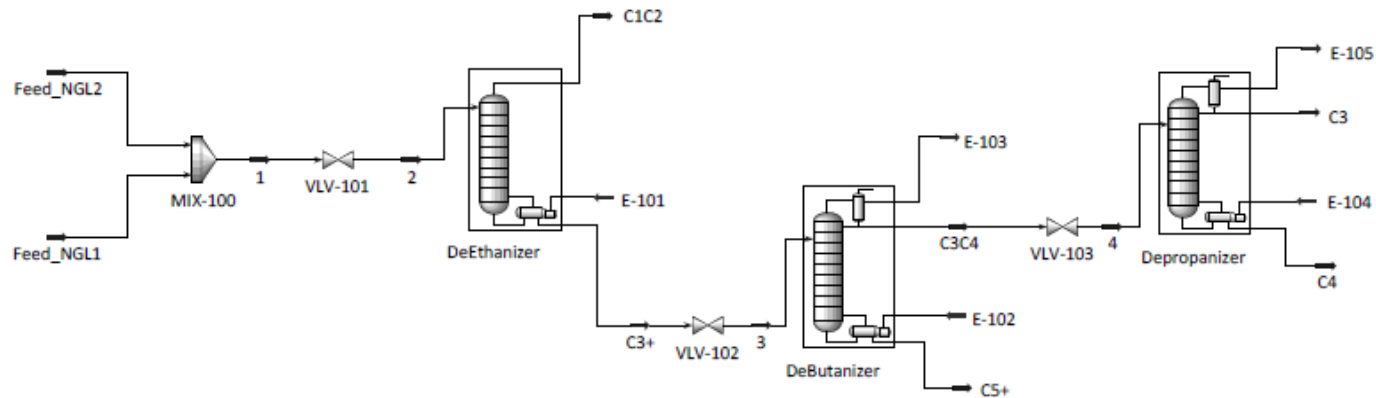 C1C2
E-105
Feed_NGL2
C3
E-103
MIX-100
1
VLV-101
2
E-101
E-104
Feed_NGL1
DeEthanizer
C3C4
VLV-103
4
Depropanizer
C4
C3+
VLV-102
3
E-102
DeButanizer
C5+